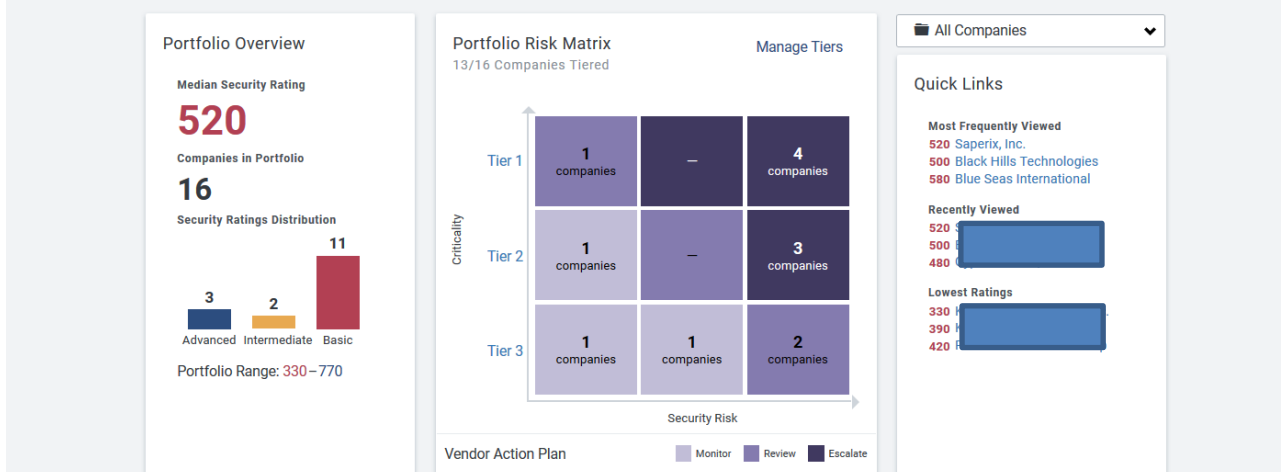 Portfolio Overview
Median Security Rating
520
Companies in Portfolio
16
Security Ratings Distribution
3
2
11
Advanced
Intermediate
Basic
Portfolio Range: 330–770
Portfolio Risk Matrix
Manage Tiers
13/16 Companies Tiered
Criticality
Tier 1
1
companies
–
4
companies
Tier 2
1
companies
–
3
companies
Tier 3
1
companies
1
companies
2
companies
Security Risk
Vendor Action Plan
Monitor
Review
Escalate
All Companies
Quick Links
Most Frequently Viewed
520 Saperix, Inc.
500 Black Hills Technologies
580 Blue Seas International
Recently Viewed
520
500
480
Lowest Ratings
330
390
420